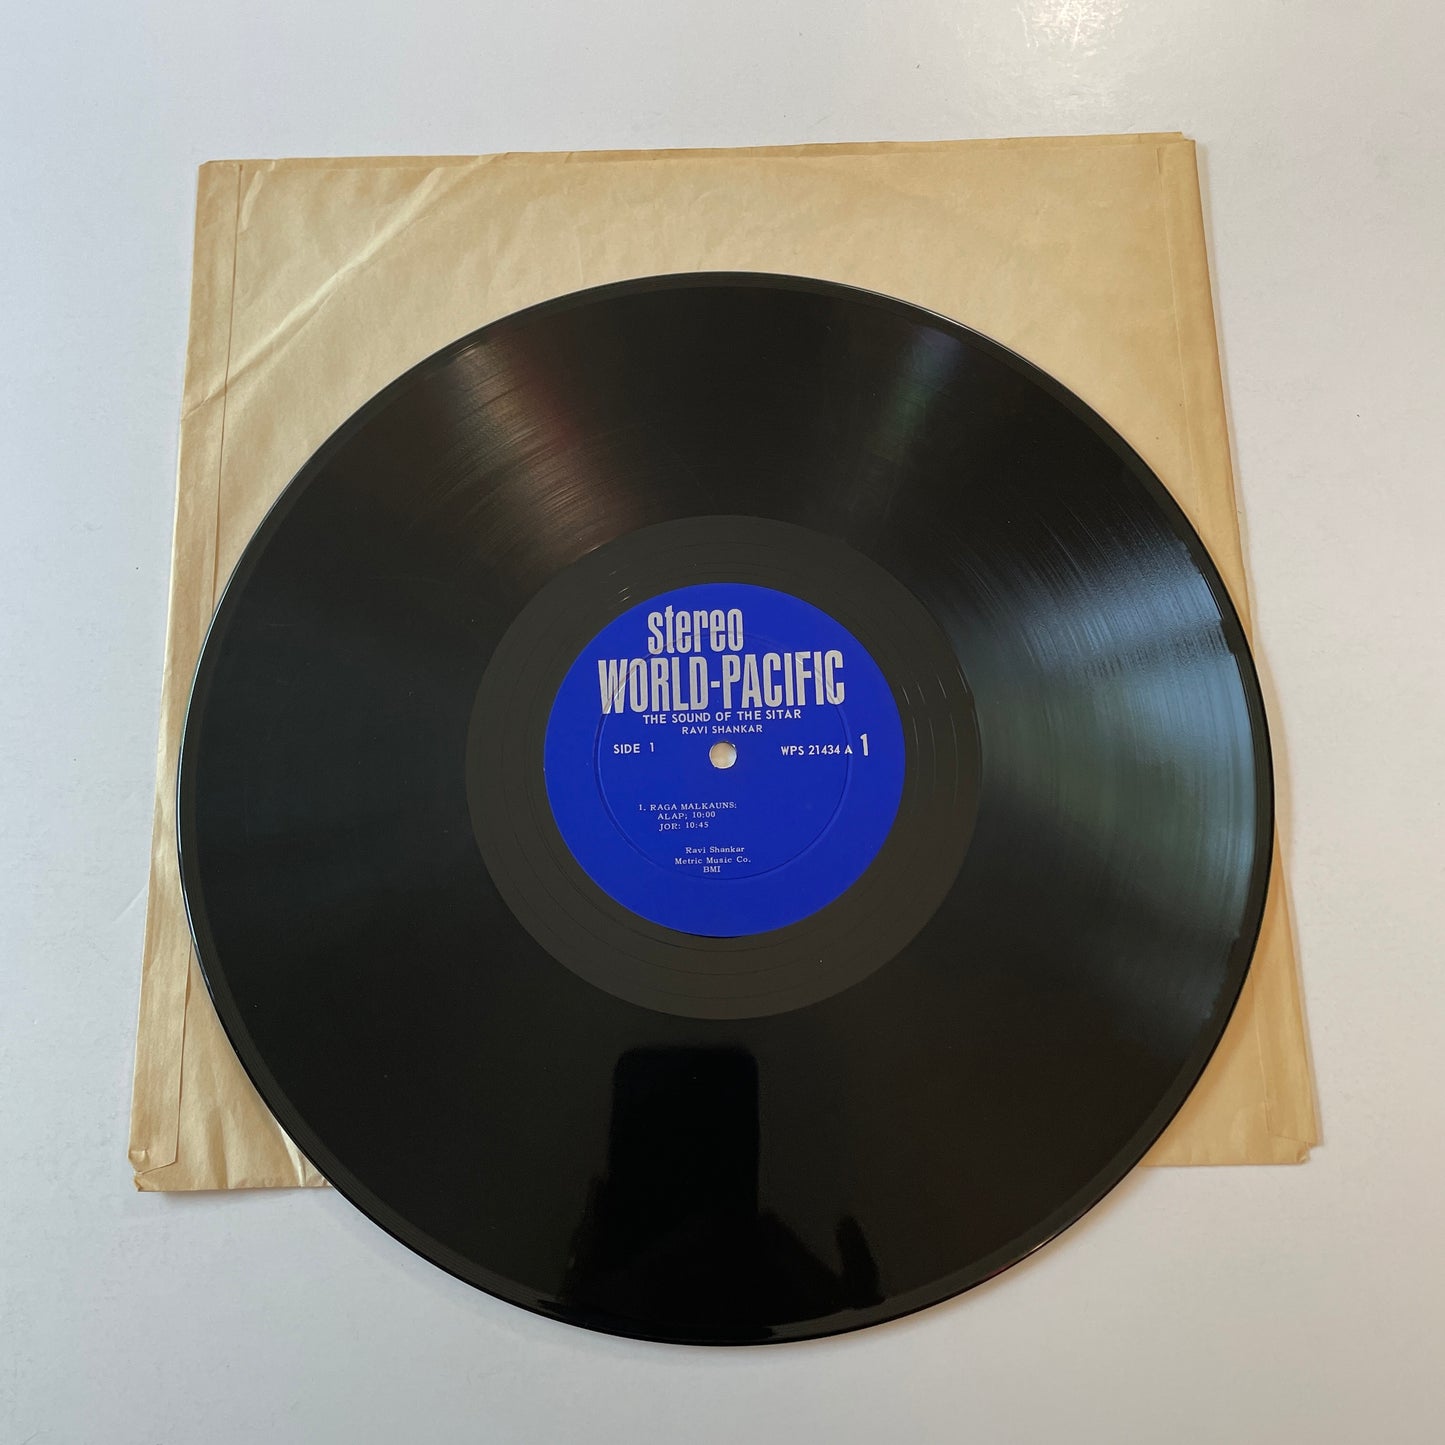 stereo
WORLD-PACIFIC
THE SOUND OF THE SITAR
RAVI SHANKAR
SIDE 1 WPS 21434 A 1
1. RAGA MALKAUNS:
ALAP; 10:00
JOR: 10:45
Ravi Shankar
Metric Music Co.
BMI